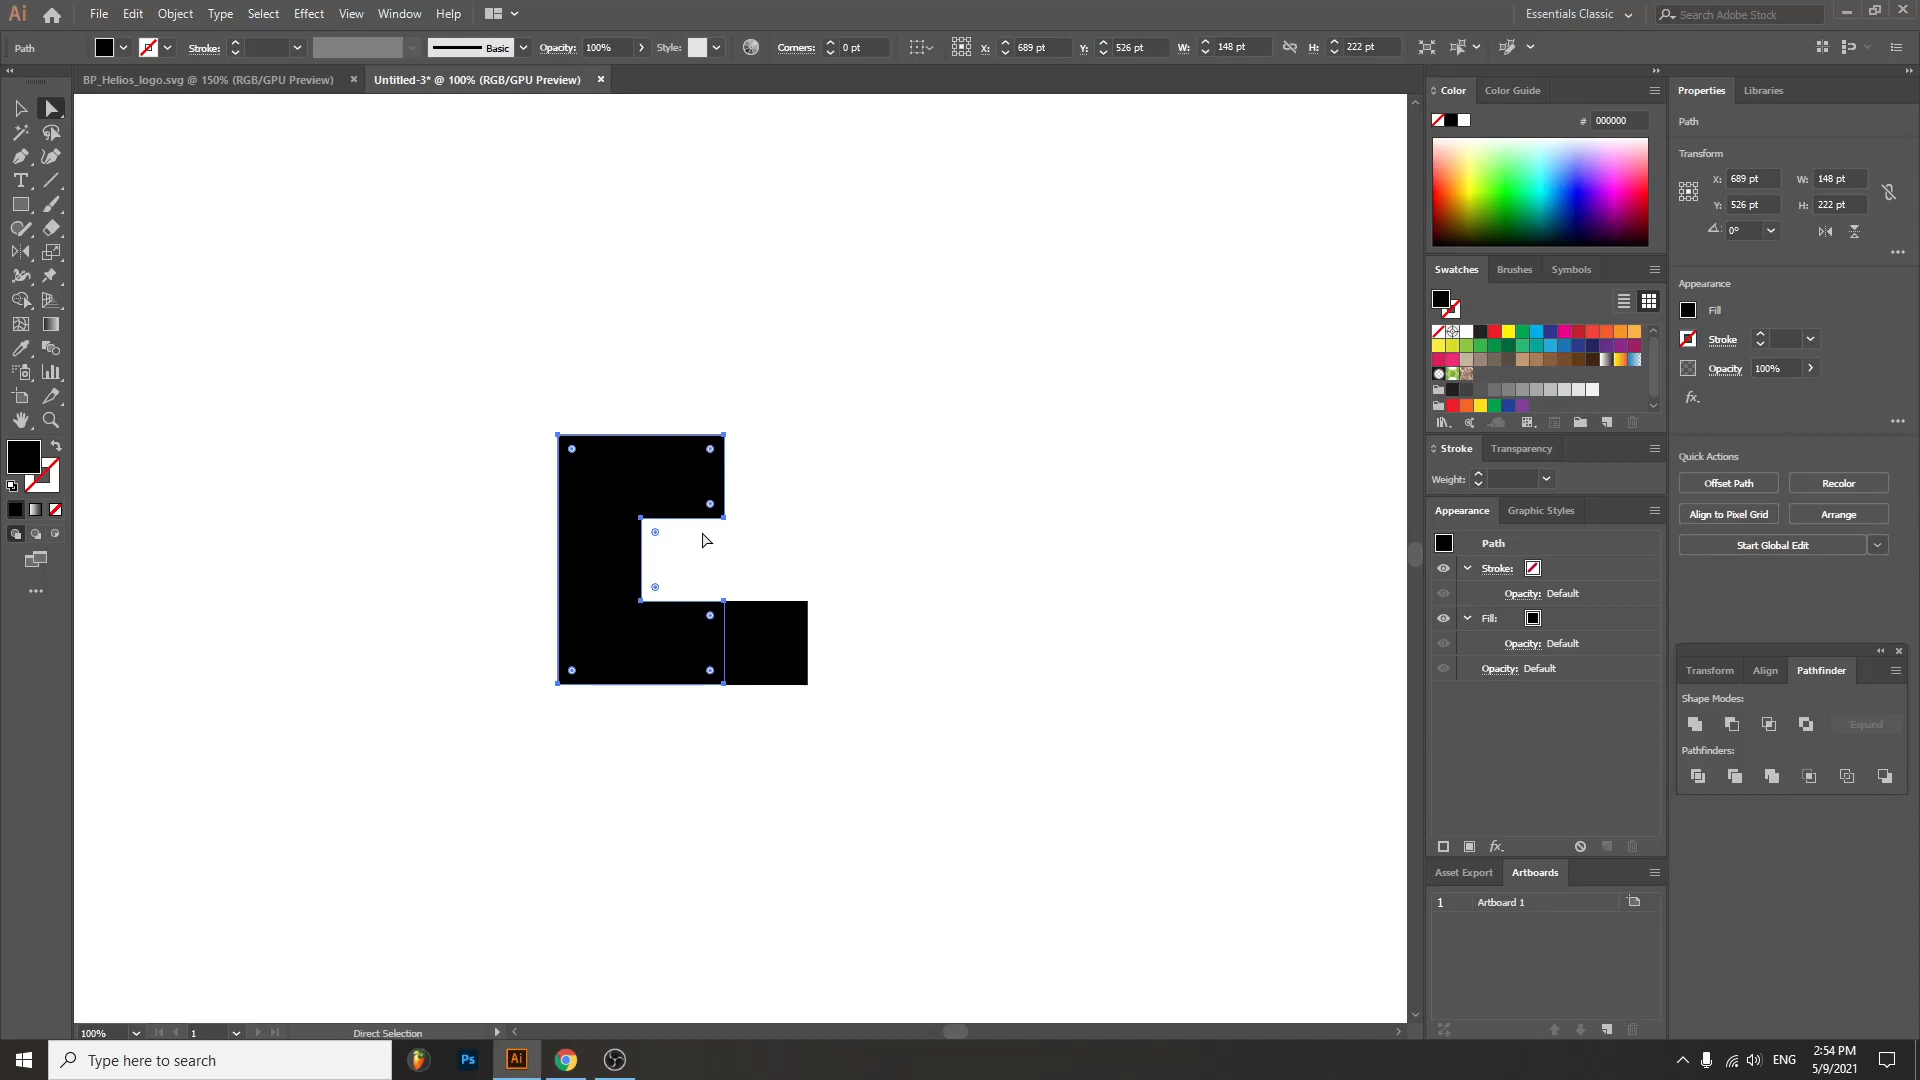 Ai File Edit Object Type Select Effect View Window Help Essentials Classic Search Adobe Stock
Path Stroke: Basic Opacity: 100% Style: Corners: 0 pt X: 689 pt Y: 526 pt W: 148 pt H: 222 pt
BP_Helios_logo.svg @ 150% (RGB/GPU Preview) Untitled-3* @ 100% (RGB/GPU Preview)
Color Color Guide
# 000000
Swatches Brushes Symbols
Stroke Transparency
Weight:
Appearance Graphic Styles
Path
Stroke:
Opacity: Default
Fill:
Opacity: Default
Opacity: Default
Asset Export Artboards
1 Artboard 1
Properties Libraries
Path
Transform
X: 689 pt W: 148 pt
Y: 526 pt H: 222 pt
0°
Appearance
Fill
Stroke
Opacity 100%
fx
Quick Actions
Offset Path Recolor
Align to Pixel Grid Arrange
Start Global Edit
Transform Align Pathfinder
Shape Modes:
Expand
Pathfinders:
fx
100% 1 Direct Selection
Type here to search Ps Ai ENG 2:54 PM
5/9/2021